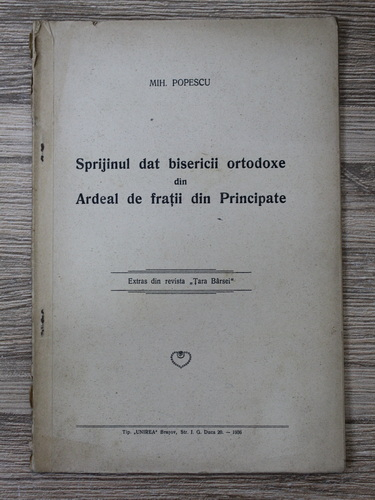 MIH. POPESCU
Sprijinul dat bisericii ortodoxe
din
Ardeal de frații din Principate
Extras din revista „Țara Bârsei“
Tip. „UNIREA“ Brașov, Str. I. G. Duca 20. — 1936